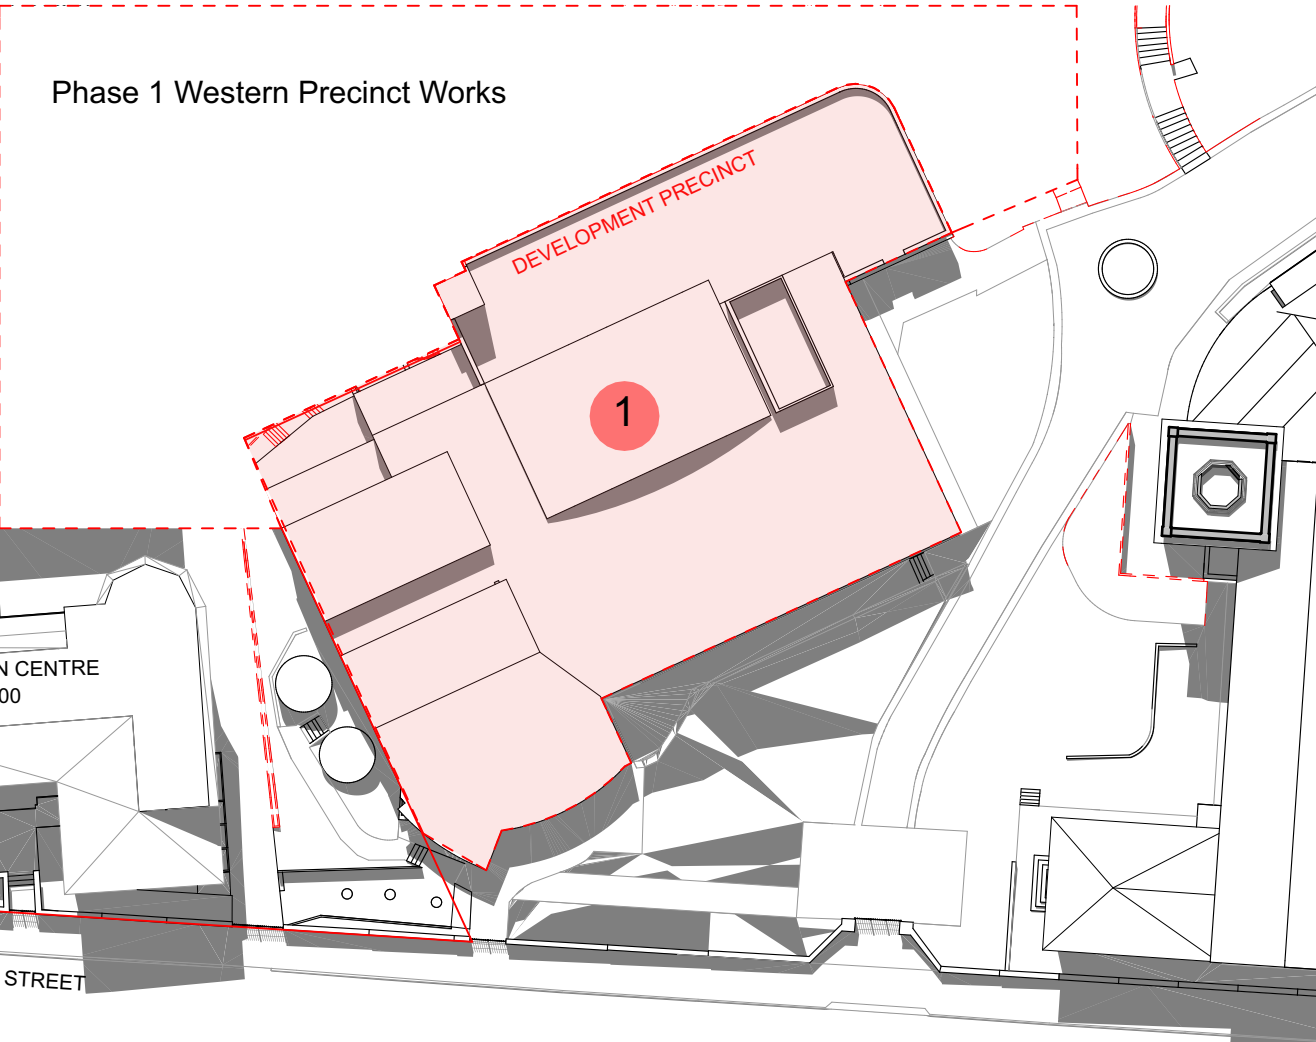 Phase 1 Western Precinct Works
DEVELOPMENT PRECINCT
1
N CENTRE
00
STREET